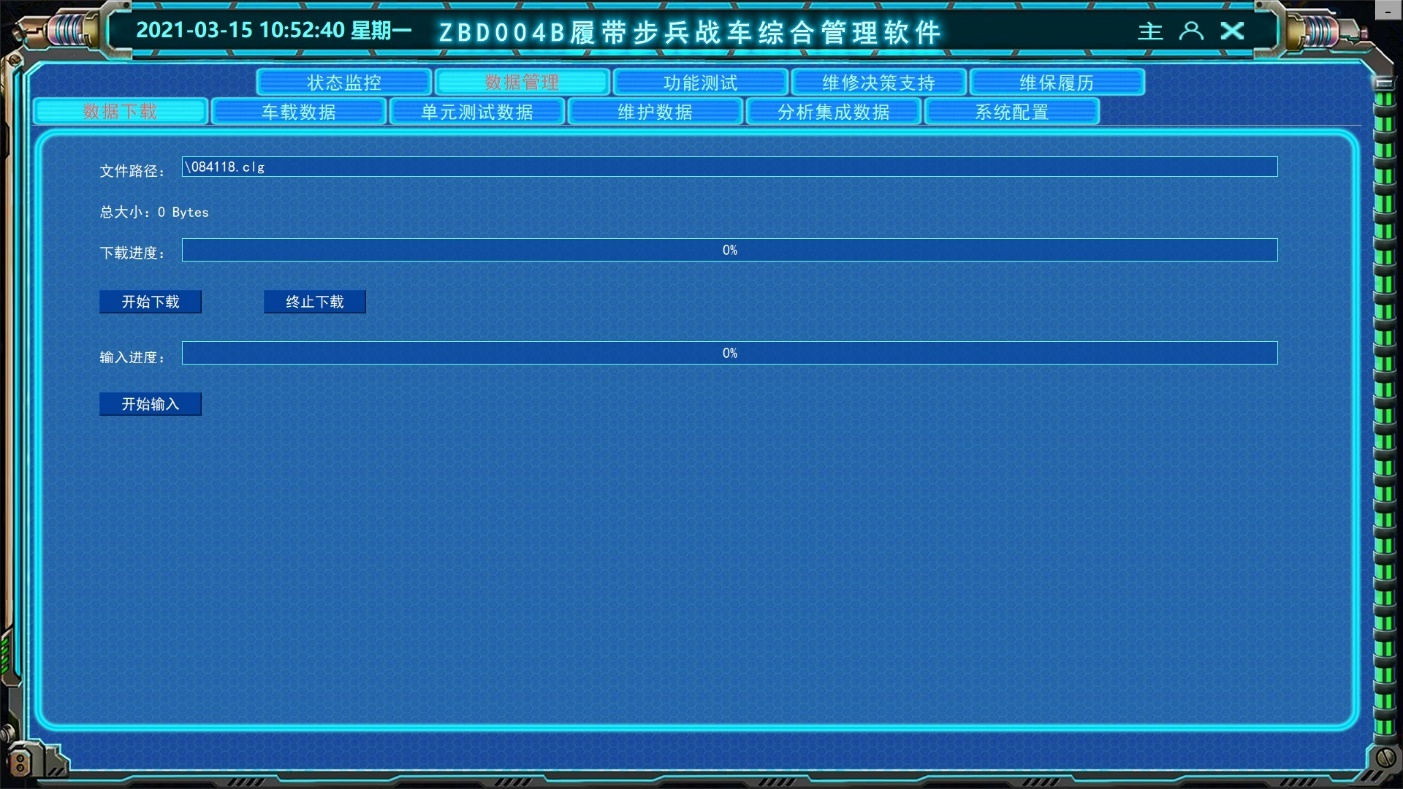 2021-03-15 10:52:40 星期一 ZBD004B履带步兵战车综合管理软件 主
状态监控 数据管理 功能测试 维修决策支持 维保履历
数据下载 车载数据 单元测试数据 维护数据 分析集成数据 系统配置
文件路径： \084118.clg
总大小：0 Bytes
下载进度： 0%
开始下载 终止下载
输入进度： 0%
开始输入